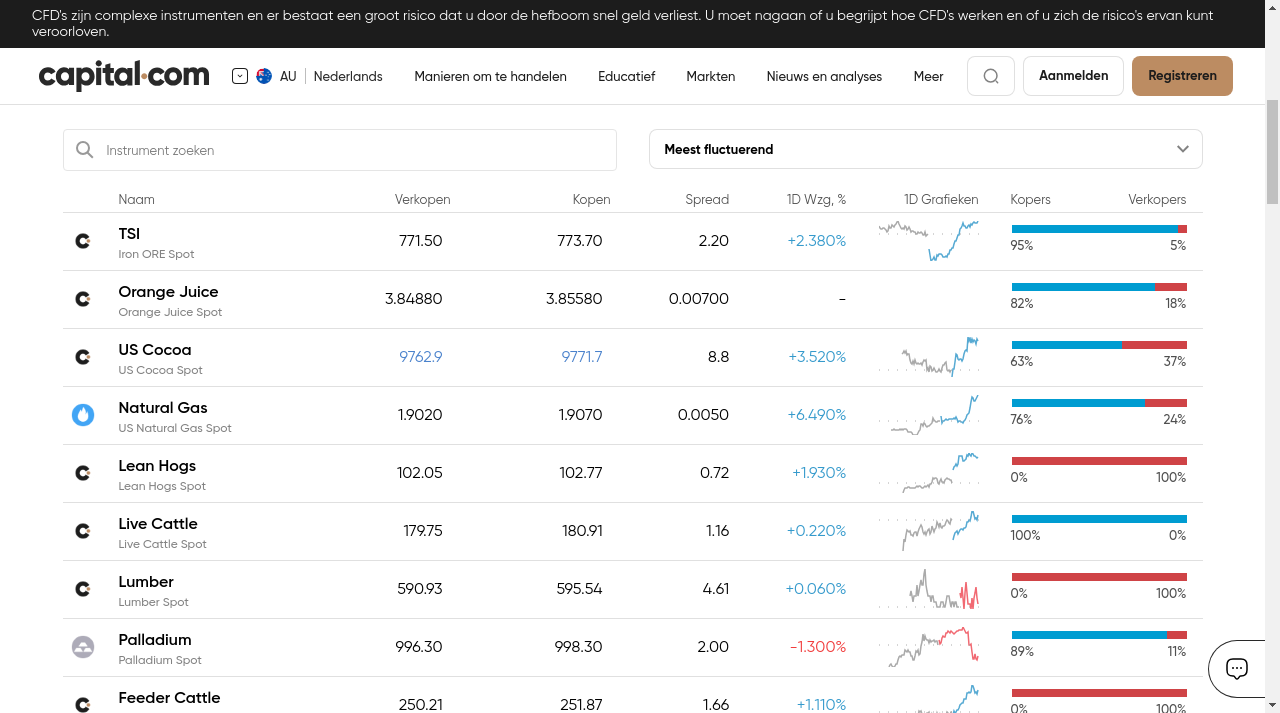 CFD's zijn complexe instrumenten en er bestaat een groot risico dat u door de hefboom snel geld verliest. U moet nagaan of u begrijpt hoe CFD's werken en of u zich de risico's ervan kunt
veroorloven.
capital.com AU Nederlands Manieren om te handelen Educatief Markten Nieuws en analyses Meer Aanmelden Registreren
Instrument zoeken Meest fluctuerend
Naam Verkopen Kopen Spread 1D Wzg, % 1D Grafieken Kopers Verkopers
TSI 771.50 773.70 2.20 +2.380%
Iron ORE Spot 95% 5%
Orange Juice 3.84880 3.85580 0.00700 -
Orange Juice Spot 82% 18%
US Cocoa 9762.9 9771.7 8.8 +3.520%
US Cocoa Spot 63% 37%
Natural Gas 1.9020 1.9070 0.0050 +6.490%
US Natural Gas Spot 76% 24%
Lean Hogs 102.05 102.77 0.72 +1.930%
Lean Hogs Spot 0% 100%
Live Cattle 179.75 180.91 1.16 +0.220%
Live Cattle Spot 100% 0%
Lumber 590.93 595.54 4.61 +0.060%
Lumber Spot 0% 100%
Palladium 996.30 998.30 2.00 -1.300%
Palladium Spot 89% 11%
Feeder Cattle 250.21 251.87 1.66 +1.110%
0% 100%